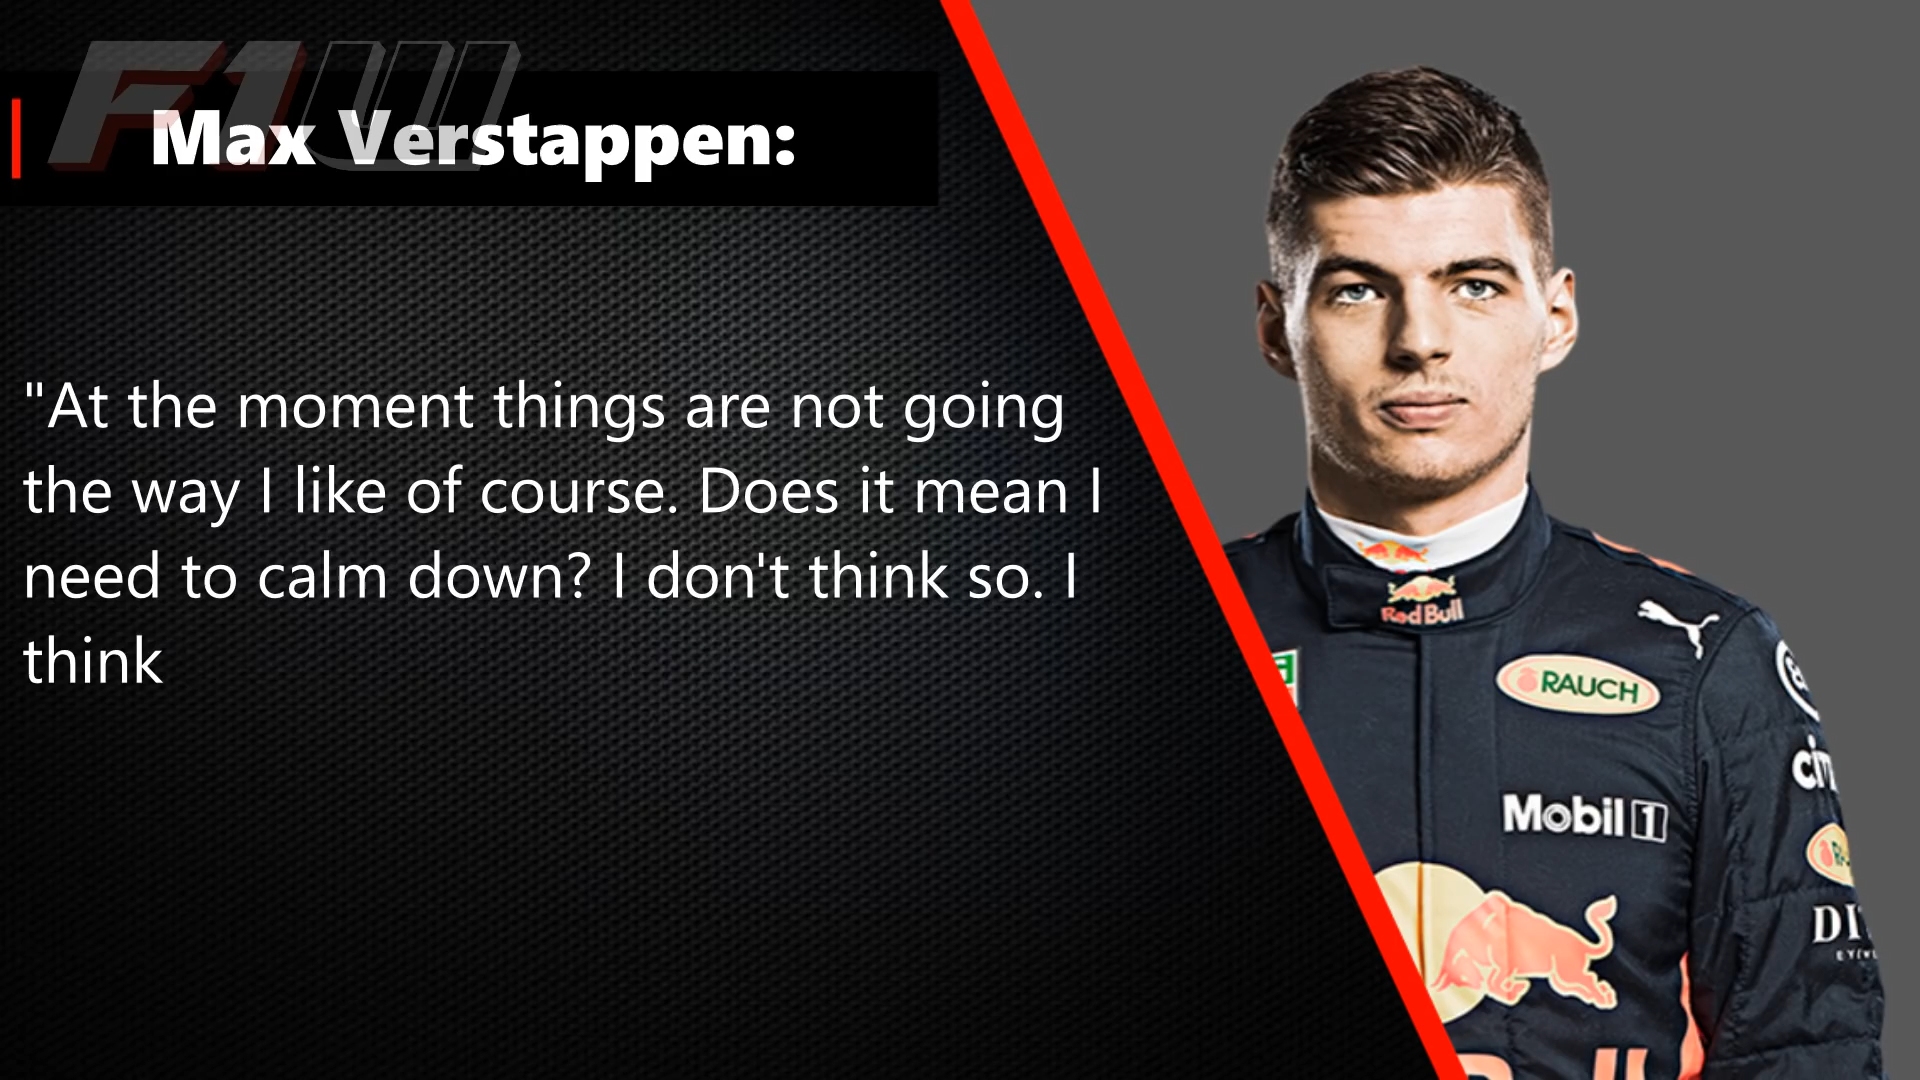 F1W
Max Verstappen:
"At the moment things are not going
the way I like of course. Does it mean I
need to calm down? I don't think so. I
think
Red Bull
RAUCH
Mobil 1